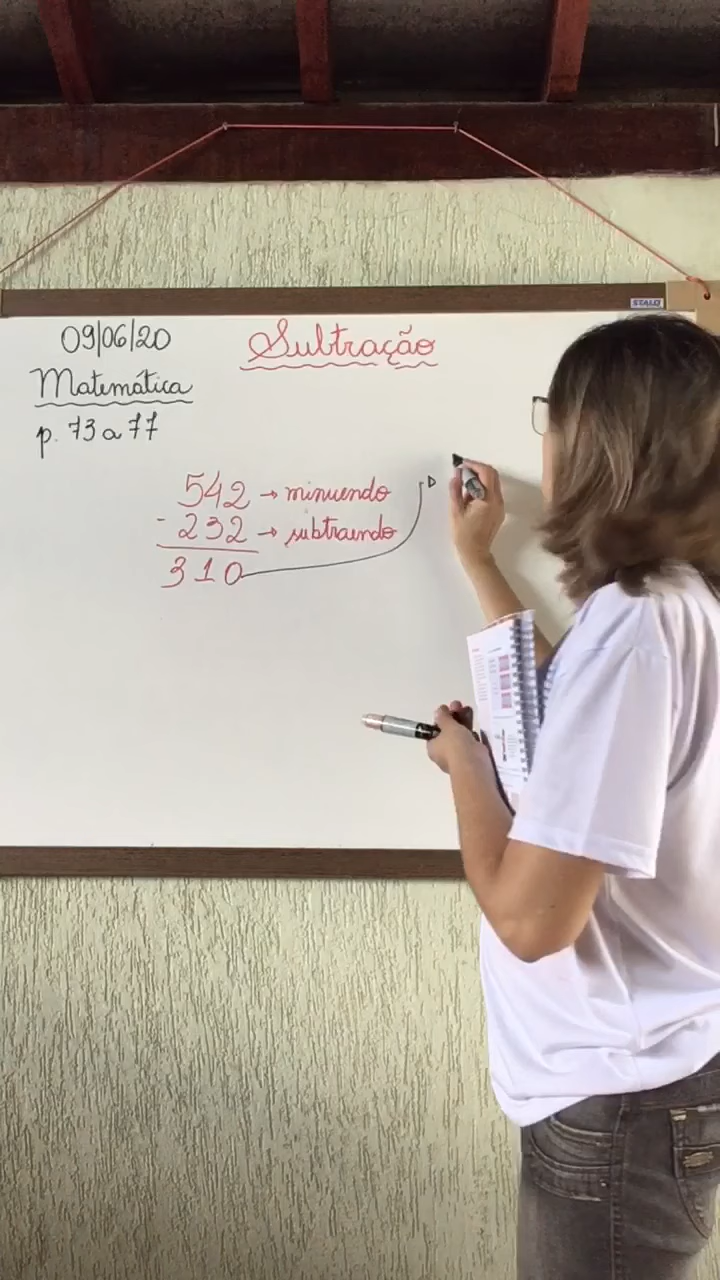 STALO
09/06/20
Subtração
Matemática
p. 73 a 77
542 → minuendo
- 232 → subtraendo
310